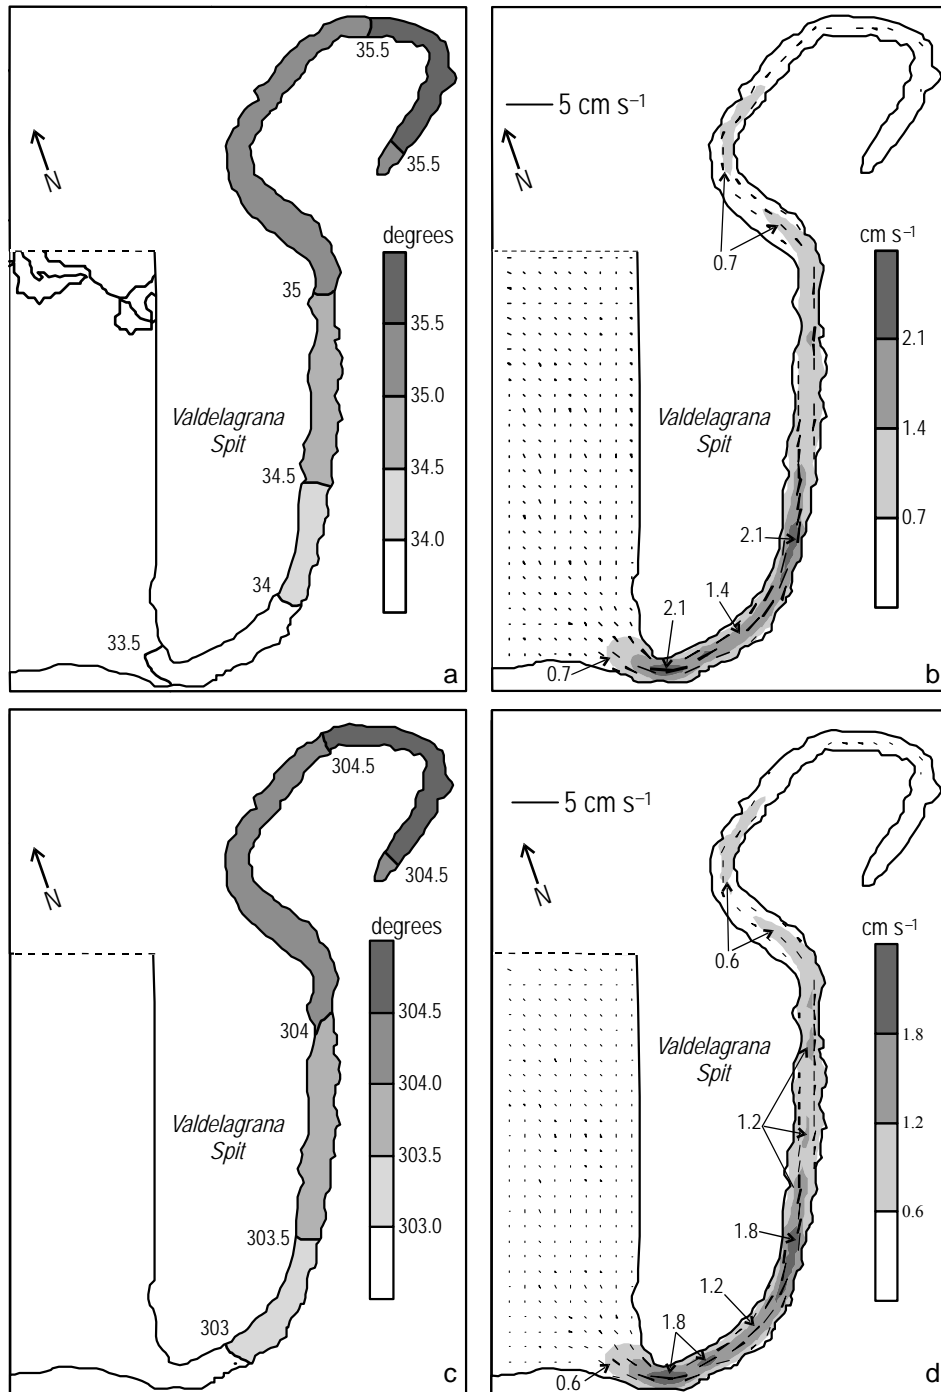 35.5
35.5
N
degrees
35
35.5
35.0
Valdelagrana
Spit
34.5
34.5
34.0
34
33.5
a
5 cm s⁻¹
N
0.7
cm s⁻¹
2.1
Valdelagrana
Spit
1.4
0.7
2.1
1.4
2.1
0.7
b
304.5
304.5
N
degrees
304.5
304
304.0
Valdelagrana
Spit
303.5
303.5
303.0
303
c
5 cm s⁻¹
N
0.6
cm s⁻¹
1.8
Valdelagrana
Spit
1.2
1.2
0.6
1.8
1.2
1.8
0.6
d